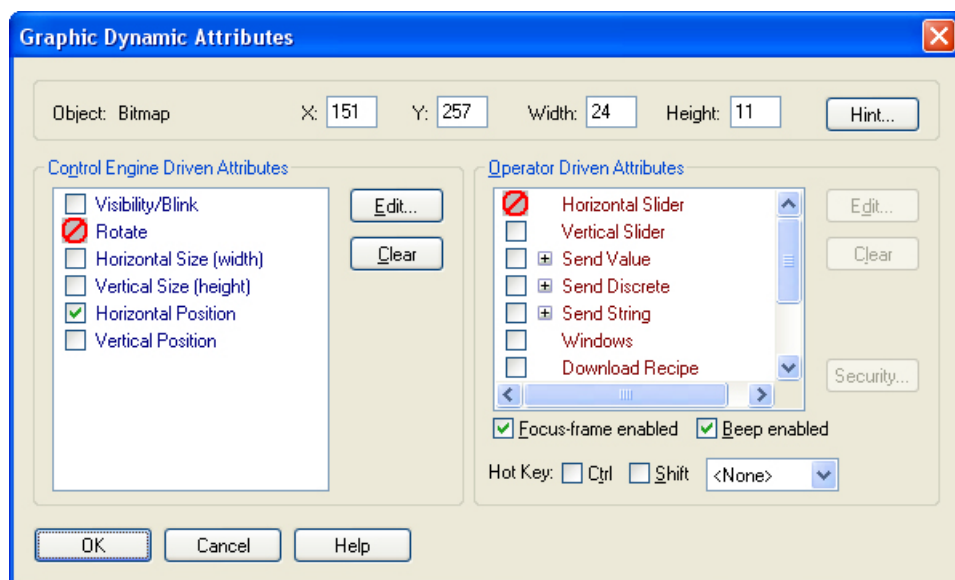 Graphic Dynamic Attributes
Object: Bitmap X: 151 Y: 257 Width: 24 Height: 11 Hint...
Control Engine Driven Attributes
Visibility/Blink
Rotate
Horizontal Size (width)
Vertical Size (height)
Horizontal Position
Vertical Position
Edit...
Clear
Operator Driven Attributes
Horizontal Slider
Vertical Slider
Send Value
Send Discrete
Send String
Windows
Download Recipe
Edit...
Clear
Security...
Focus-frame enabled Beep enabled
Hot Key: Ctrl Shift <None>
OK Cancel Help